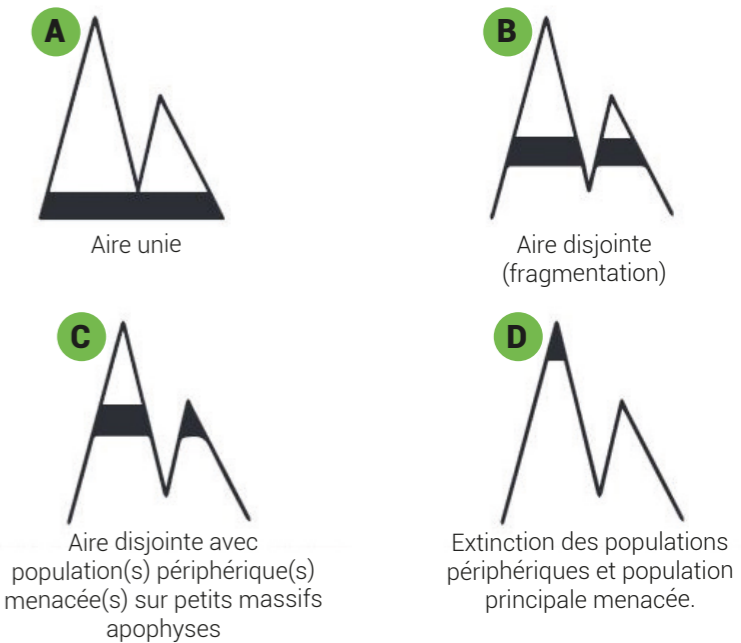 A
Aire unie
B
Aire disjointe
(fragmentation)
C
Aire disjointe avec
population(s) périphérique(s)
menacée(s) sur petits massifs
apophyses
D
Extinction des populations
périphériques et population
principale menacée.